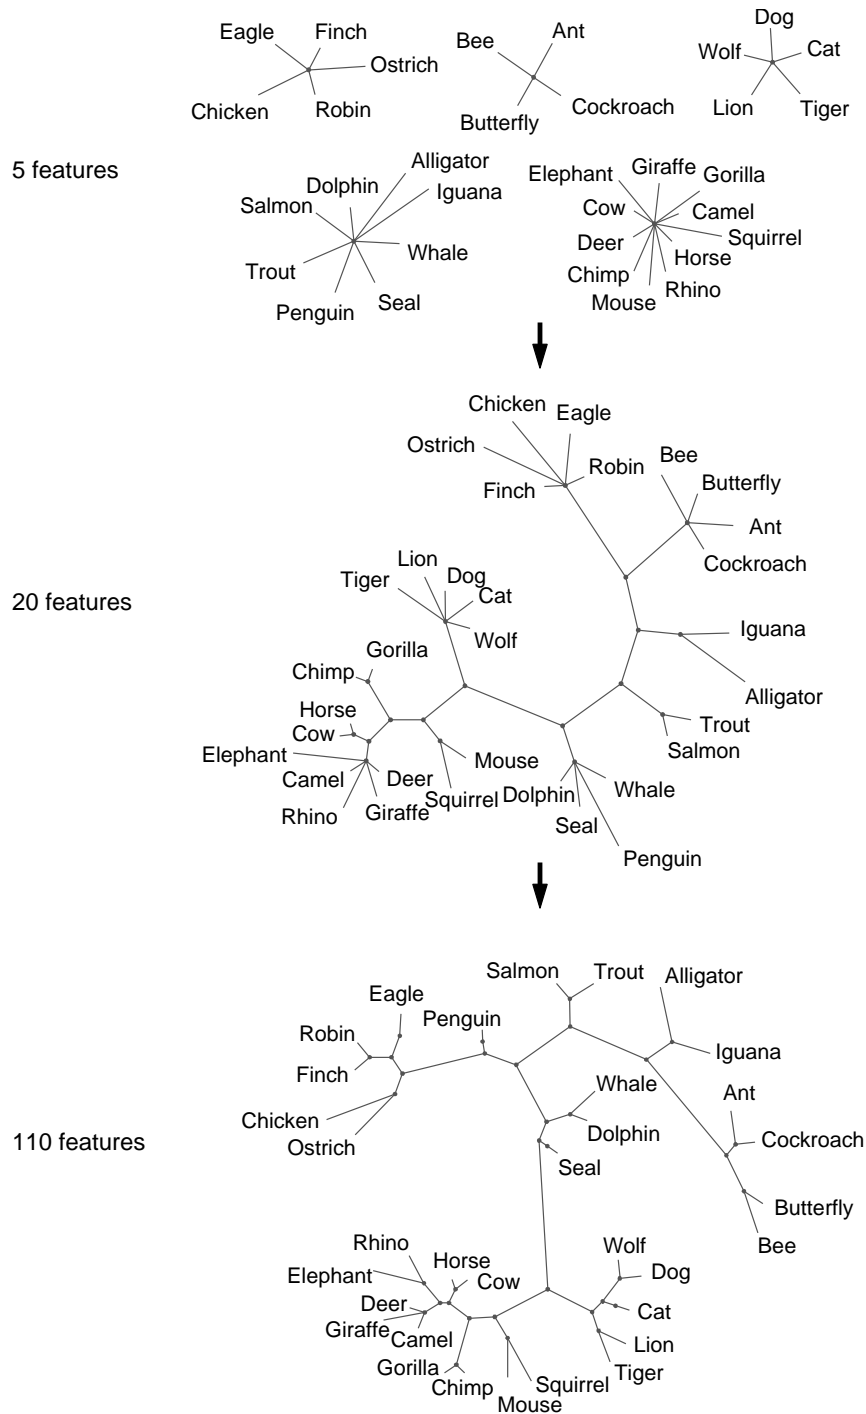 Dog
Eagle
Finch
Ant
Bee
Wolf
Cat
Ostrich
Chicken
Robin
Butterfly
Cockroach
Lion
Tiger
5 features
Alligator
Dolphin
Iguana
Salmon
Whale
Trout
Seal
Penguin
Elephant
Giraffe
Gorilla
Cow
Camel
Deer
Squirrel
Horse
Chimp
Rhino
Mouse
Chicken
Eagle
Ostrich
Robin
Finch
Bee
Butterfly
Ant
Cockroach
20 features
Lion
Tiger
Dog
Cat
Wolf
Iguana
Gorilla
Chimp
Alligator
Horse
Cow
Trout
Salmon
Elephant
Mouse
Camel
Deer
Squirrel
Dolphin
Whale
Rhino
Giraffe
Seal
Penguin
Salmon
Trout
Alligator
Eagle
Penguin
Robin
Iguana
Finch
Whale
Ant
Chicken
Dolphin
Cockroach
110 features
Ostrich
Seal
Butterfly
Bee
Rhino
Wolf
Horse
Dog
Elephant
Cow
Deer
Cat
Giraffe
Camel
Lion
Gorilla
Tiger
Chimp
Squirrel
Mouse